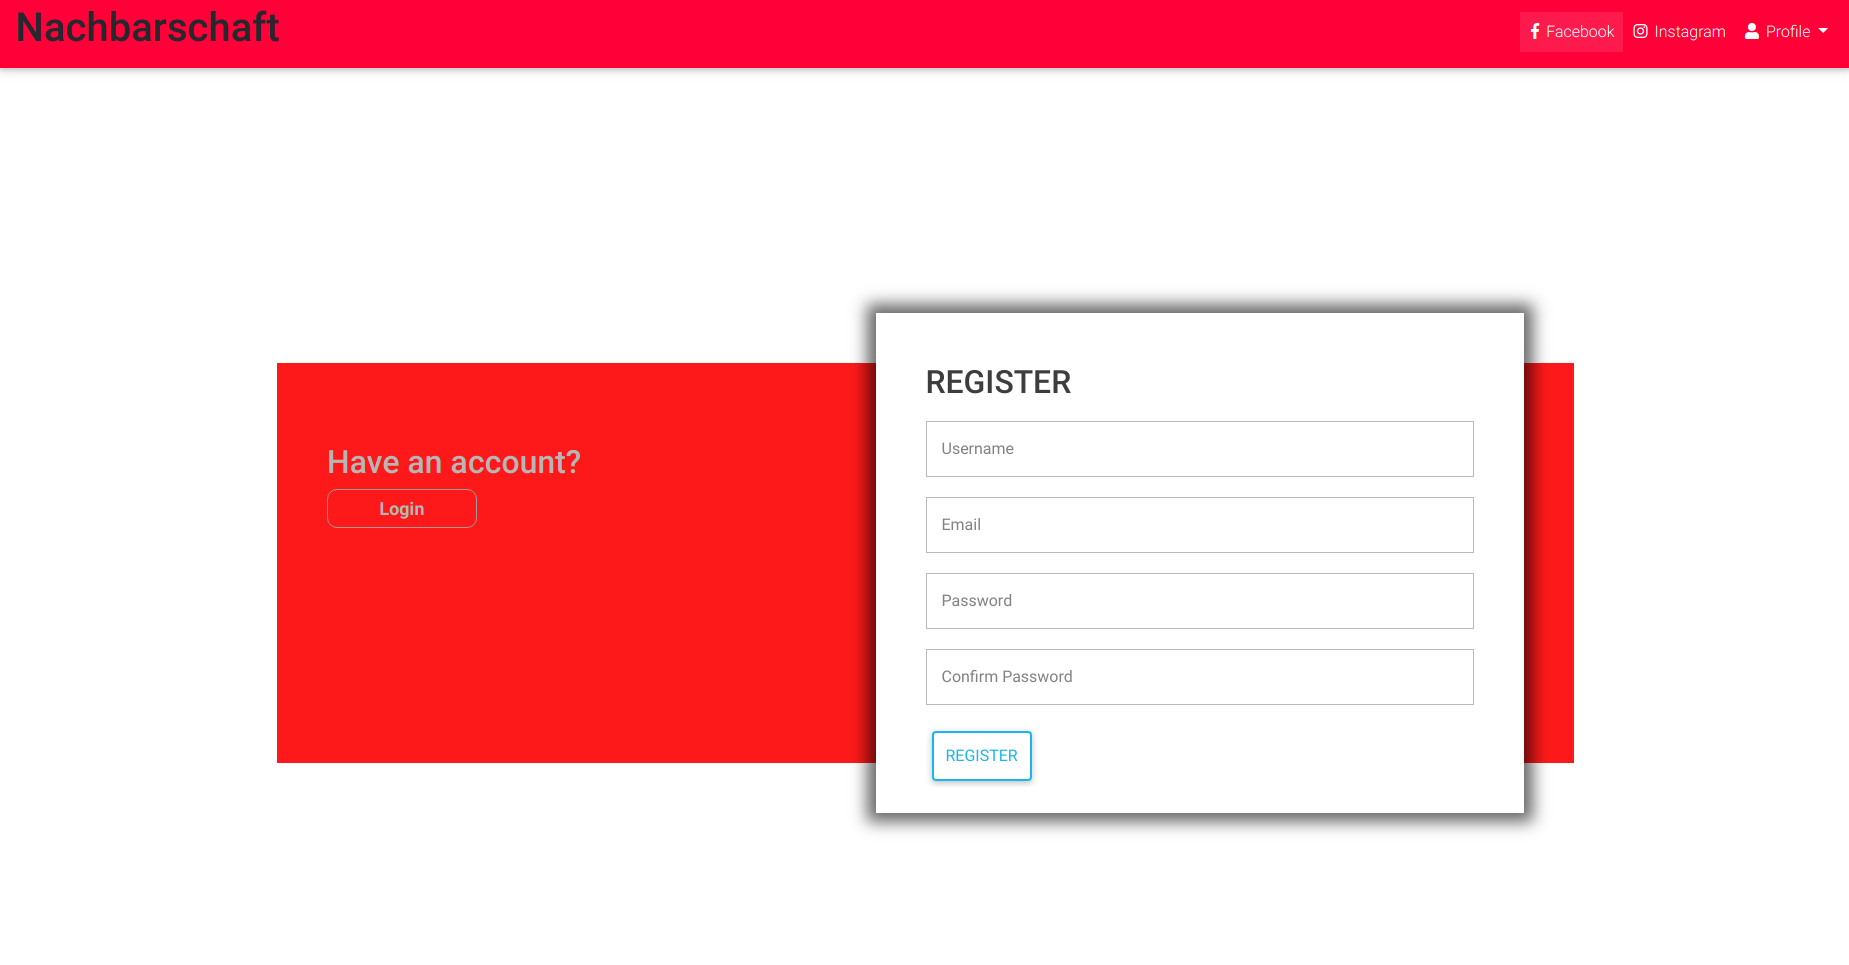 Nachbarschaft
Facebook
Instagram
Profile
Have an account?
Login
REGISTER
Username
Email
Password
Confirm Password
REGISTER